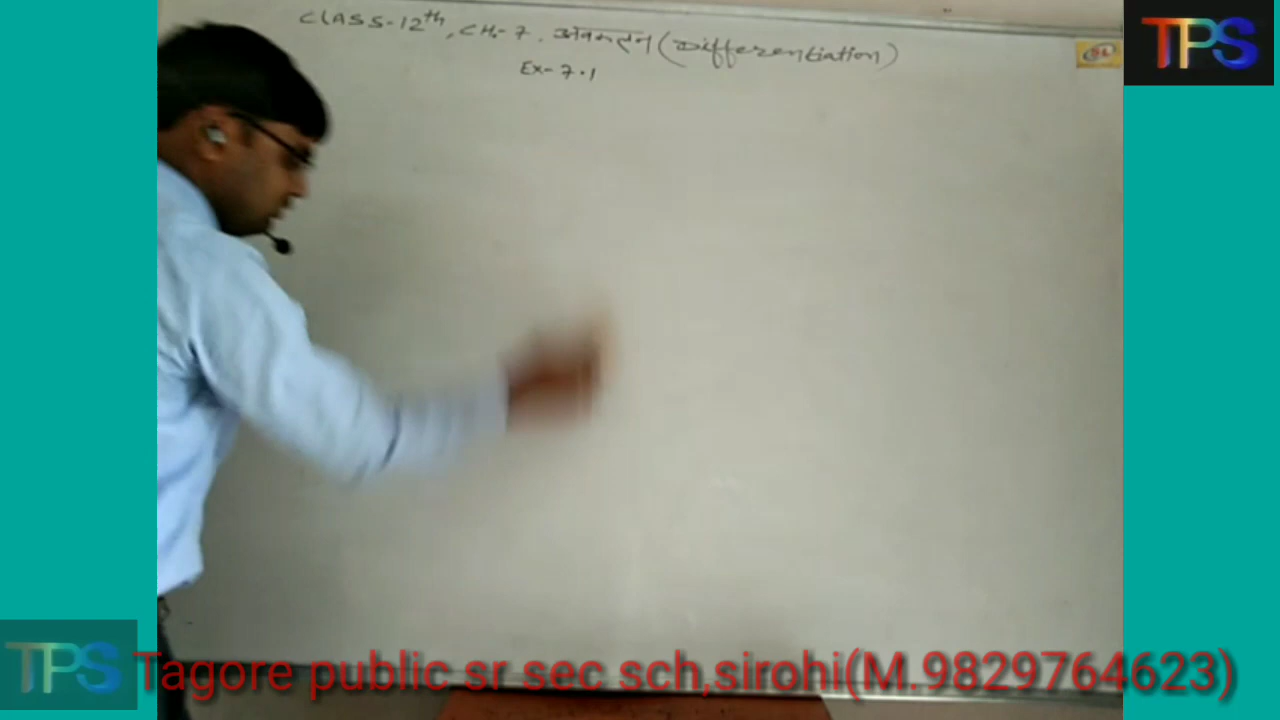 CLASS-12th, CH-7, अवकलन (Differentiation)
Ex-7.1
TPS
TPS
Tagore public sr sec sch,sirohi(M.9829764623)